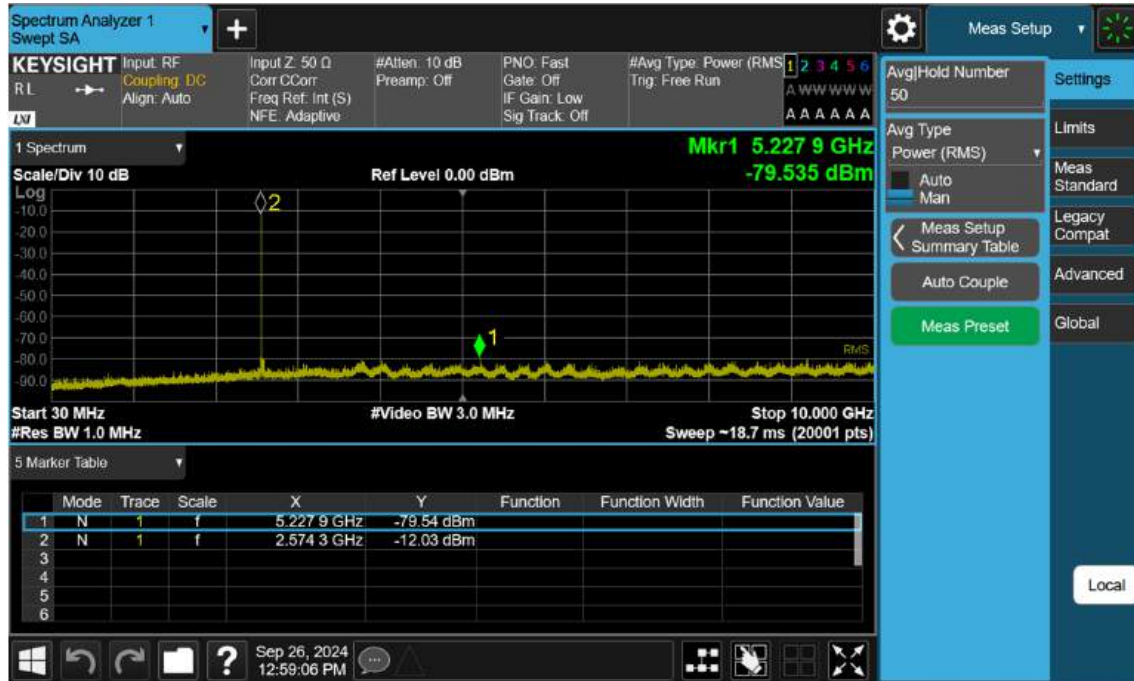 Spectrum Analyzer 1
Swept SA
+
Meas Setup
KEYSIGHT
RL
LXI
Input: RF
Coupling: DC
Align: Auto
Input Z: 50 Ω
Corr CCorr
Freq Ref: Int (S)
NFE: Adaptive
#Atten: 10 dB
Preamp: Off
PNO: Fast
Gate: Off
IF Gain: Low
Sig Track: Off
#Avg Type: Power (RMS)
Trig: Free Run
1 2 3 4 5 6
A W W W W W
A A A A A A
1 Spectrum
Scale/Div 10 dB
Ref Level 0.00 dBm
Mkr1 5.227 9 GHz
-79.535 dBm
Log
-10.0
-20.0
-30.0
-40.0
-50.0
-60.0
-70.0
-80.0
-90.0
2
1
RMS
Start 30 MHz
#Video BW 3.0 MHz
Stop 10.000 GHz
#Res BW 1.0 MHz
Sweep ~18.7 ms (20001 pts)
5 Marker Table
Mode Trace Scale X Y Function Function Width Function Value
1 N 1 f 5.227 9 GHz -79.54 dBm
2 N 1 f 2.574 3 GHz -12.03 dBm
3
4
5
6
Avg|Hold Number
50
Avg Type
Power (RMS)
Auto
Man
Meas Setup
Summary Table
Auto Couple
Meas Preset
Settings
Limits
Meas
Standard
Legacy
Compat
Advanced
Global
Local
?
Sep 26, 2024
12:59:06 PM